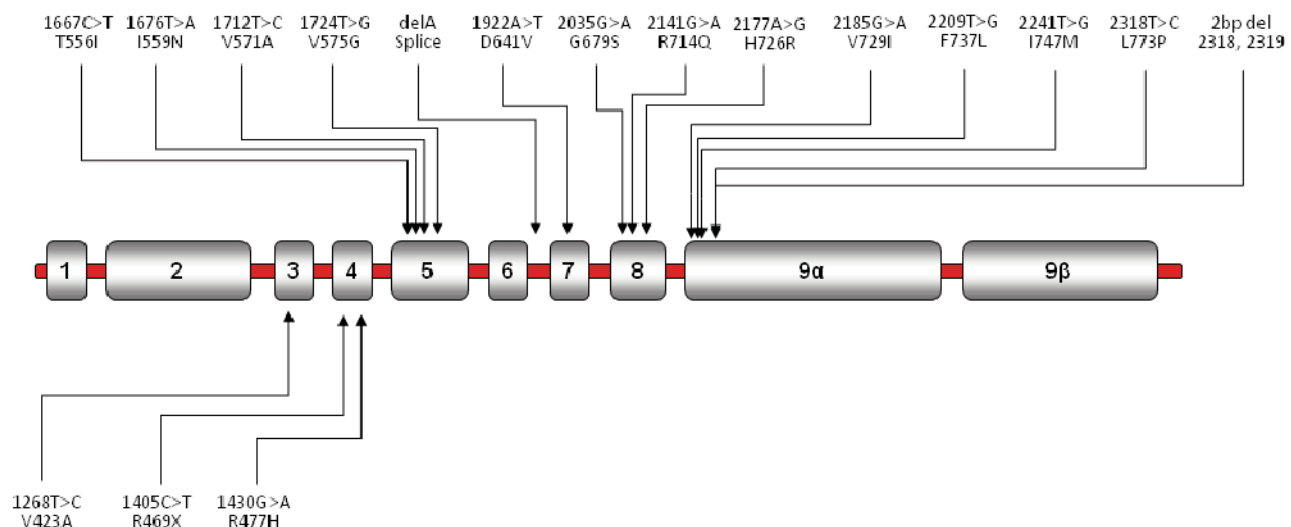 1667C>T 1676T>A 1712T>C 1724T>G delA 1922A>T 2035G>A 2141G>A 2177A>G 2185G>A 2209T>G 2241T>G 2318T>C 2bp del
T556I I559N V571A V575G Splice D641V G679S R714Q H726R V729I F737L I747M L773P 2318, 2319
1 2 3 4 5 6 7 8 9α 9β
1268T>C 1405C>T 1430G>A
V423A R469X R477H